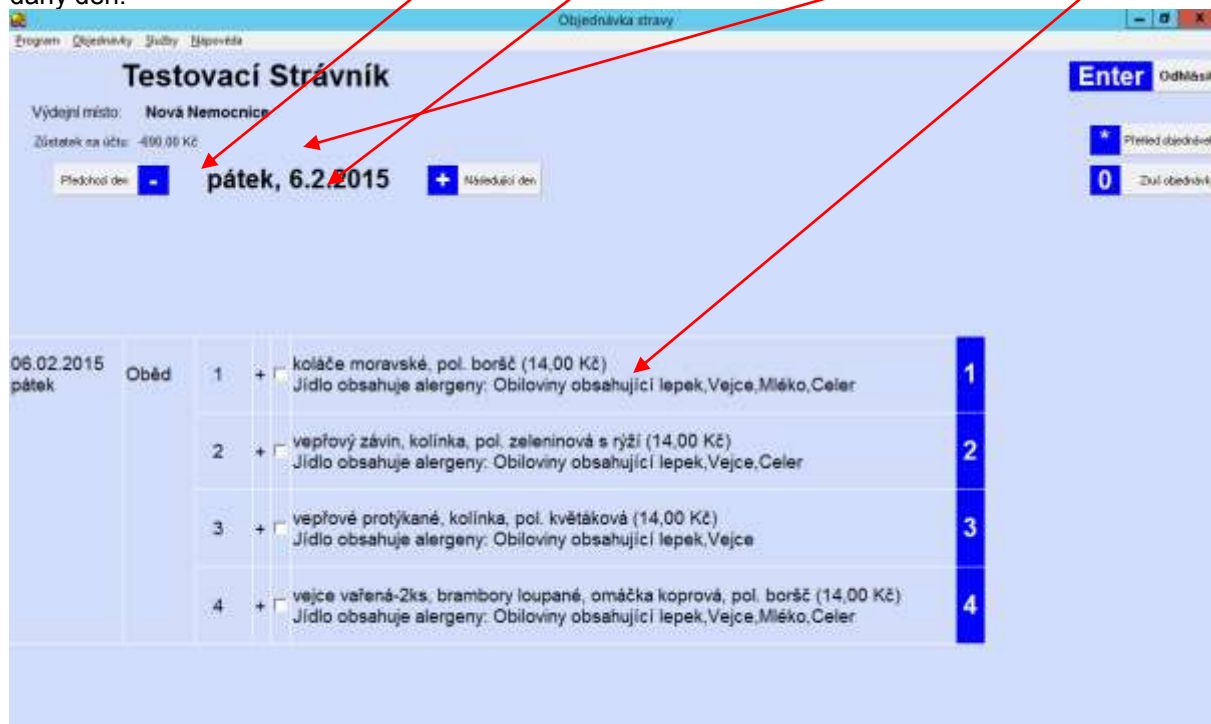 daný den.
Objednávka stravy
Program Objednávky Služby Nápověda
Testovací Strávník
Enter Odhlásit
Výdejní místo: Nová Nemocnice
Zůstatek na účtu: -690,00 Kč
* Přehled objednávek
Předchozí den - pátek, 6.2.2015 + Následující den
0 Zruš objednávk
06.02.2015 pátek Oběd 1 + koláče moravské, pol. boršč (14,00 Kč) 1
Jídlo obsahuje alergeny: Obiloviny obsahující lepek,Vejce,Mléko,Celer
2 + vepřový závin, kolínka, pol. zeleninová s rýží (14,00 Kč) 2
Jídlo obsahuje alergeny: Obiloviny obsahující lepek,Vejce,Celer
3 + vepřové protýkané, kolínka, pol. květáková (14,00 Kč) 3
Jídlo obsahuje alergeny: Obiloviny obsahující lepek,Vejce
4 + vejce vařená-2ks, brambory loupané, omáčka koprová, pol. boršč (14,00 Kč) 4
Jídlo obsahuje alergeny: Obiloviny obsahující lepek,Vejce,Mléko,Celer